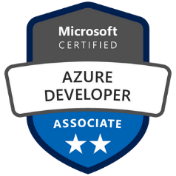 Microsoft
CERTIFIED
AZURE
DEVELOPER
ASSOCIATE